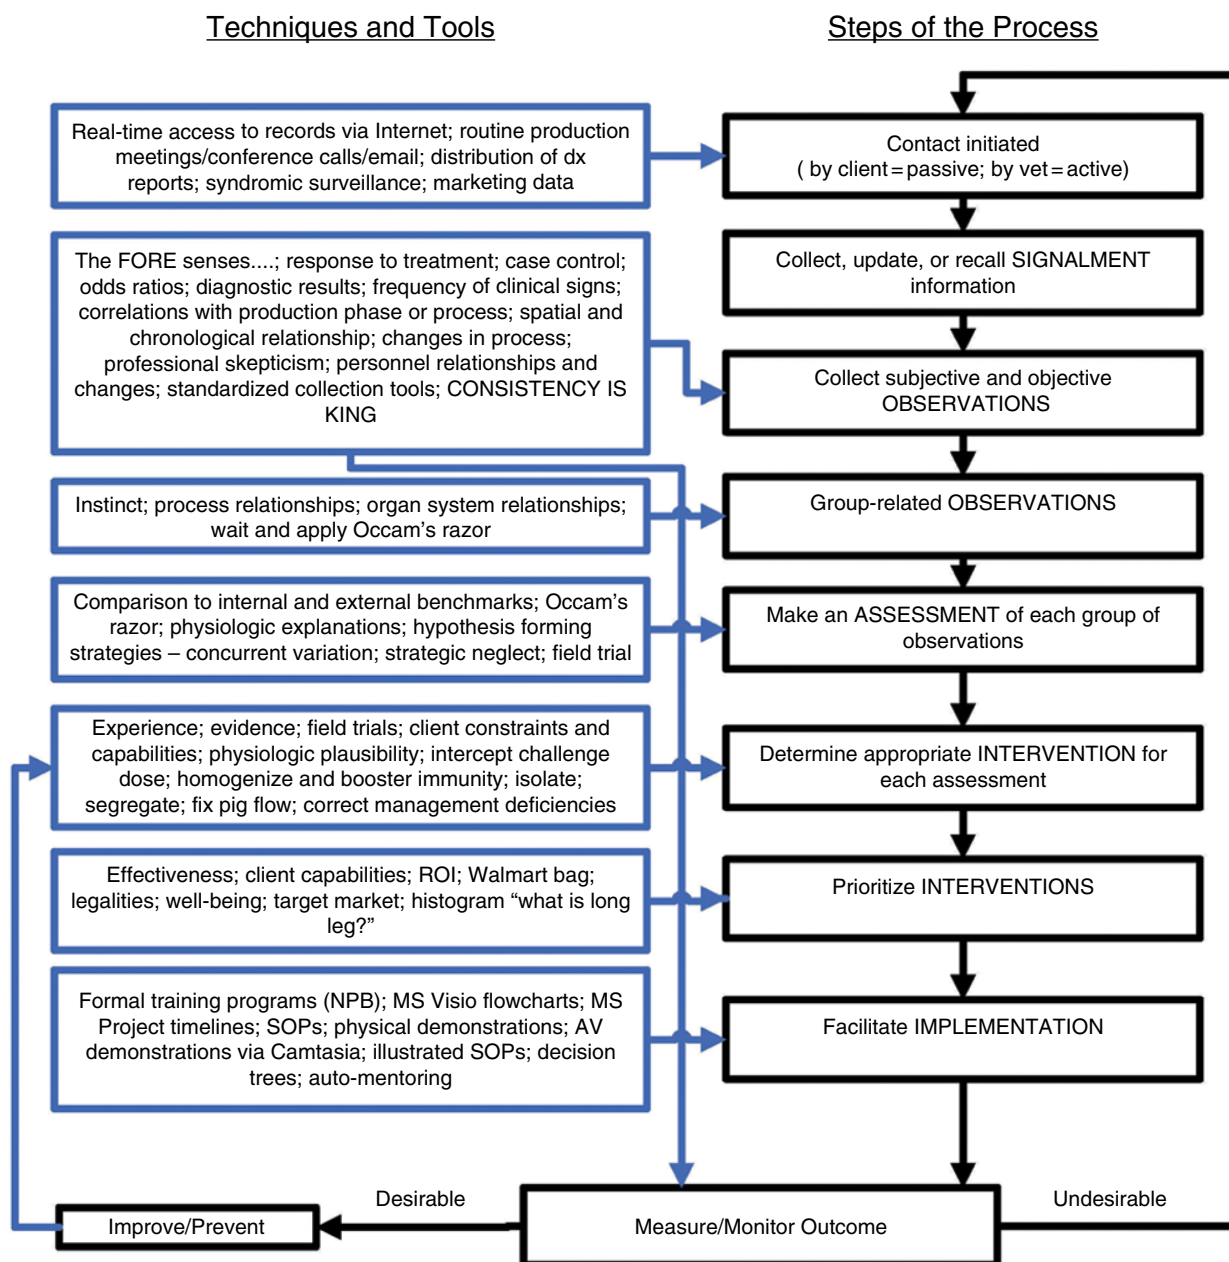 Techniques and Tools
Steps of the Process
Real-time access to records via Internet; routine production
meetings/conference calls/email; distribution of dx
reports; syndromic surveillance; marketing data
Contact initiated
( by client=passive; by vet=active)
The FORE senses....; response to treatment; case control;
odds ratios; diagnostic results; frequency of clinical signs;
correlations with production phase or process; spatial and
chronological relationship; changes in process;
professional skepticism; personnel relationships and
changes; standardized collection tools; CONSISTENCY IS
KING
Collect, update, or recall SIGNALMENT
information
Collect subjective and objective
OBSERVATIONS
Instinct; process relationships; organ system relationships;
wait and apply Occam’s razor
Group-related OBSERVATIONS
Comparison to internal and external benchmarks; Occam’s
razor; physiologic explanations; hypothesis forming
strategies – concurrent variation; strategic neglect; field trial
Make an ASSESSMENT of each group of
observations
Experience; evidence; field trials; client constraints and
capabilities; physiologic plausibility; intercept challenge
dose; homogenize and booster immunity; isolate;
segregate; fix pig flow; correct management deficiencies
Determine appropriate INTERVENTION for
each assessment
Effectiveness; client capabilities; ROI; Walmart bag;
legalities; well-being; target market; histogram “what is long
leg?”
Prioritize INTERVENTIONS
Formal training programs (NPB); MS Visio flowcharts; MS
Project timelines; SOPs; physical demonstrations; AV
demonstrations via Camtasia; illustrated SOPs; decision
trees; auto-mentoring
Facilitate IMPLEMENTATION
Improve/Prevent
Desirable
Measure/Monitor Outcome
Undesirable